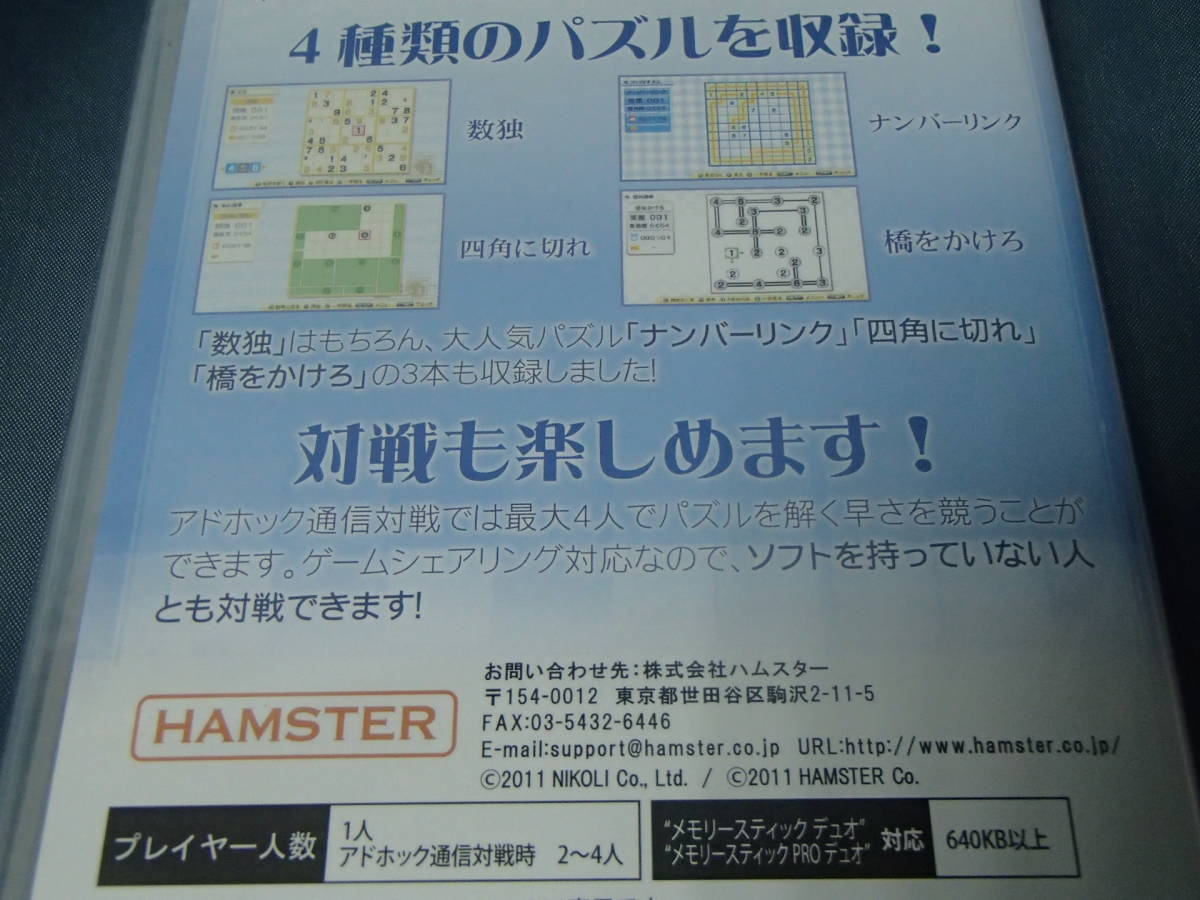 4種類のパズルを収録！
数独
ナンバーリンク
四角に切れ
橋をかけろ
「数独」はもちろん、大人気パズル「ナンバーリンク」「四角に切れ」
「橋をかけろ」の3本も収録しました!
対戦も楽しめます！
アドホック通信対戦では最大4人でパズルを解く早さを競うことが
できます。ゲームシェアリング対応なので、ソフトを持っていない人
とも対戦できます!
HAMSTER
お問い合わせ先：株式会社ハムスター
〒154-0012 東京都世田谷区駒沢2-11-5
FAX:03-5432-6446
E-mail:support@hamster.co.jp URL:http://www.hamster.co.jp/
©2011 NIKOLI Co., Ltd. / ©2011 HAMSTER Co.
プレイヤー人数
1人
アドホック通信対戦時 2～4人
"メモリースティック デュオ"
"メモリースティック PRO デュオ"
対応
640KB以上